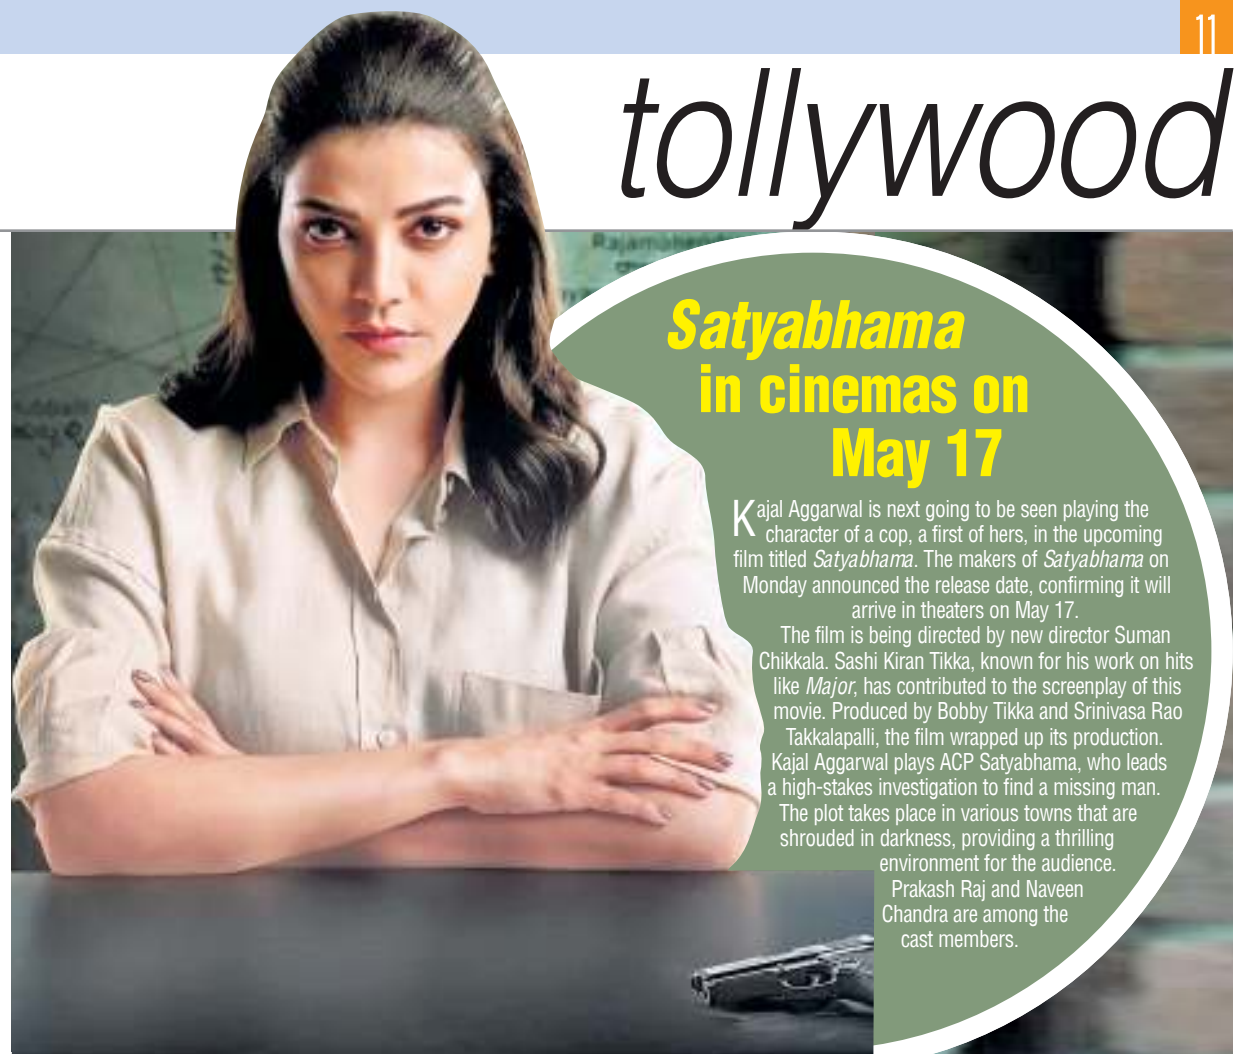 11
tollywood
Rajamahen
Satyabhama
in cinemas on
May 17
Kajal Aggarwal is next going to be seen playing the
character of a cop, a first of hers, in the upcoming
film titled Satyabhama. The makers of Satyabhama on
Monday announced the release date, confirming it will
arrive in theaters on May 17.
The film is being directed by new director Suman
Chikkala. Sashi Kiran Tikka, known for his work on hits
like Major, has contributed to the screenplay of this
movie. Produced by Bobby Tikka and Srinivasa Rao
Takkalapalli, the film wrapped up its production.
Kajal Aggarwal plays ACP Satyabhama, who leads
a high-stakes investigation to find a missing man.
The plot takes place in various towns that are
shrouded in darkness, providing a thrilling
environment for the audience.
Prakash Raj and Naveen
Chandra are among the
cast members.